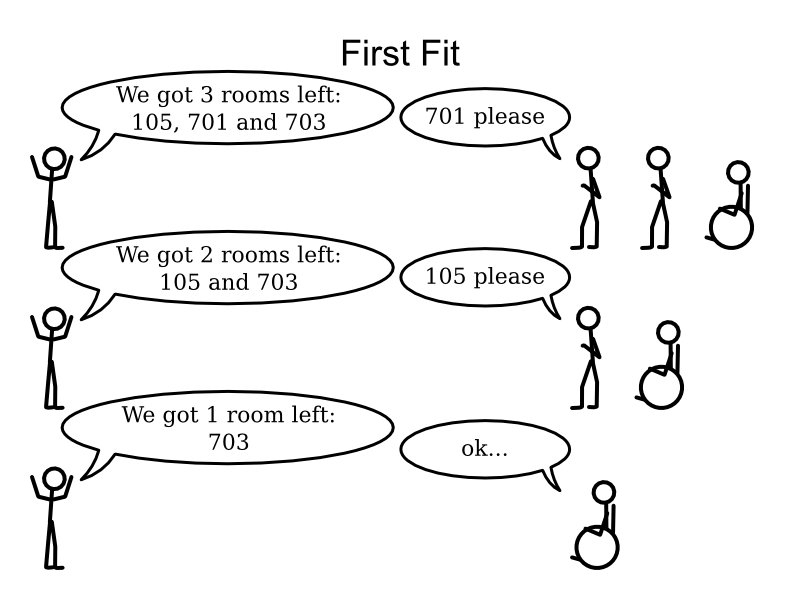 First Fit
We got 3 rooms left:
105, 701 and 703
701 please
We got 2 rooms left:
105 and 703
105 please
We got 1 room left:
703
ok...